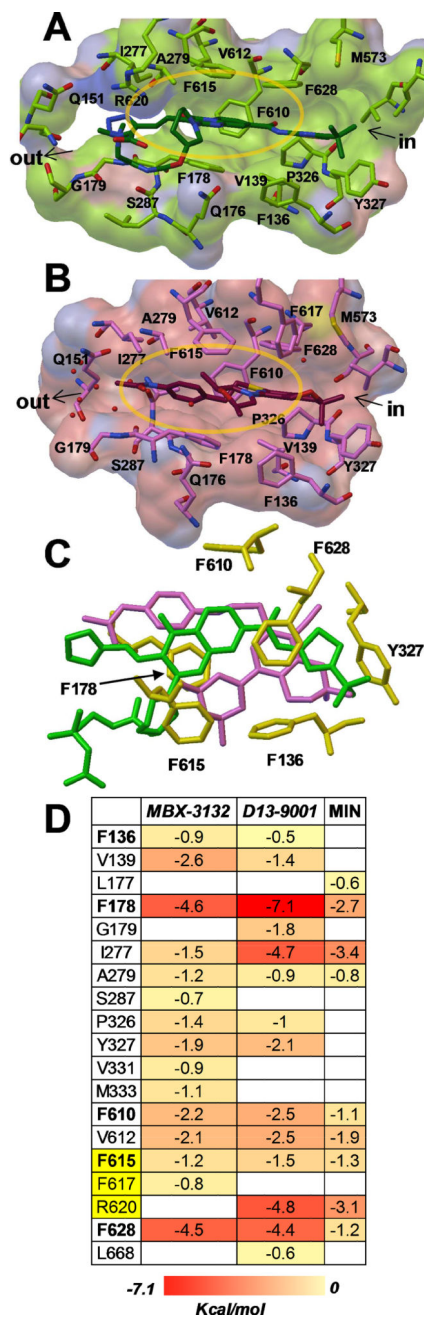 A
I277
A279
V612
M573
F615
F628
Q151
R620
F610
out
in
F178
P326
G179
V139
S287
Q176
F136
Y327
B
A279
V612
F617
M573
F615
F628
Q151
I277
F610
out
in
P326
G179
F178
V139
S287
Q176
Y327
F136
C
F610
F628
Y327
F178
F615
F136
D
MBX-3132 D13-9001 MIN
F136 -0.9 -0.5
V139 -2.6 -1.4
L177 -0.6
F178 -4.6 -7.1 -2.7
G179 -1.8
I277 -1.5 -4.7 -3.4
A279 -1.2 -0.9 -0.8
S287 -0.7
P326 -1.4 -1
Y327 -1.9 -2.1
V331 -0.9
M333 -1.1
F610 -2.2 -2.5 -1.1
V612 -2.1 -2.5 -1.9
F615 -1.2 -1.5 -1.3
F617 -0.8
R620 -4.8 -3.1
F628 -4.5 -4.4 -1.2
L668 -0.6
-7.1 0
Kcal/mol